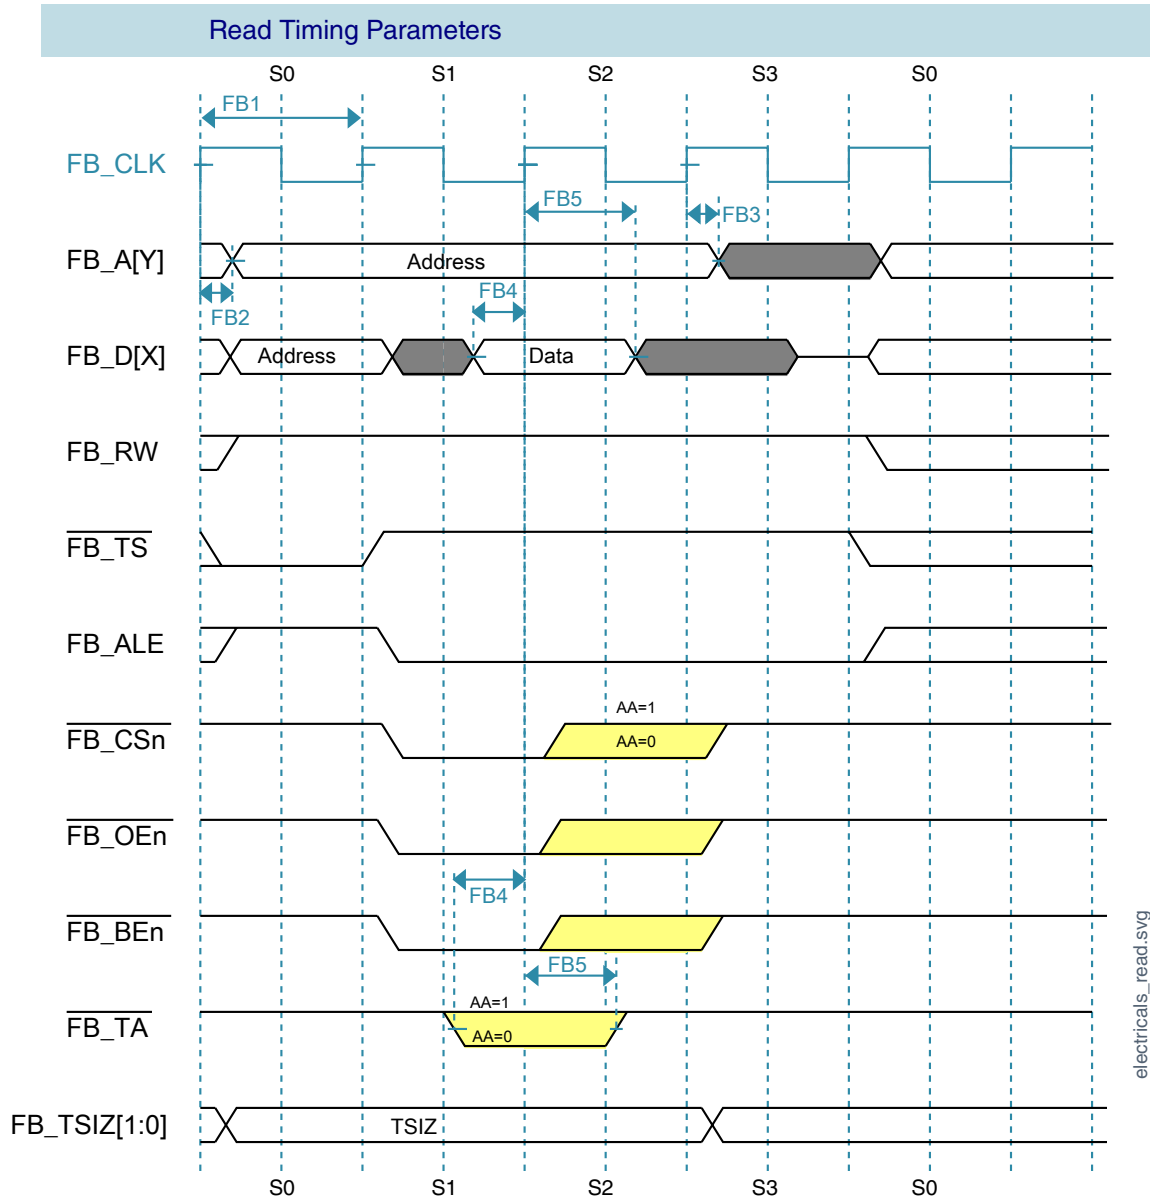 Read Timing Parameters
S0 S1 S2 S3 S0
FB1
FB_CLK
FB5
FB3
FB_A[Y]
Address
FB4
FB2
FB_D[X]
Address Data
FB_RW
FB_TS
FB_ALE
AA=1
FB_CSn
AA=0
FB_OEn
FB4
FB_BEn
FB5
AA=1
FB_TA
AA=0
FB_TSIZ[1:0]
TSIZ
S0 S1 S2 S3 S0
electricals_read.svg